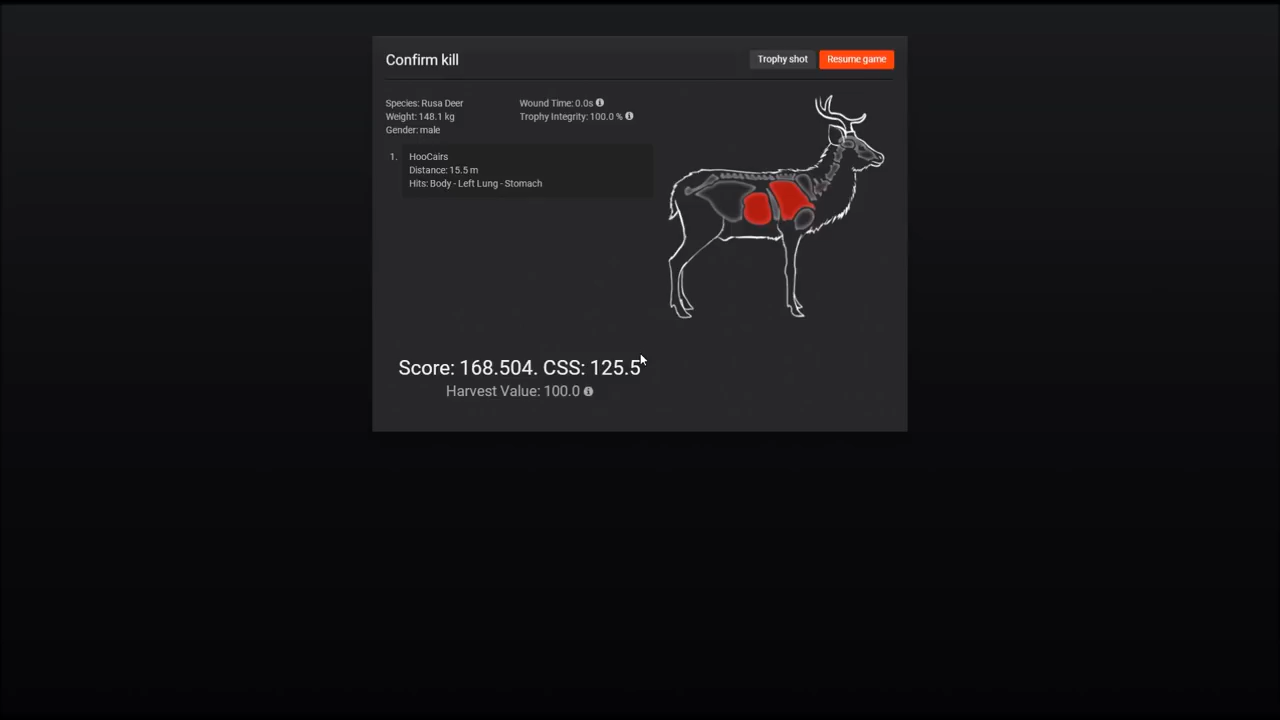 Confirm kill
Trophy shot
Resume game
Species: Rusa Deer
Weight: 148.1 kg
Gender: male
Wound Time: 0.0s
Trophy Integrity: 100.0 %
1.
HooCairs
Distance: 15.5 m
Hits: Body - Left Lung - Stomach
Score: 168.504. CSS: 125.5
Harvest Value: 100.0